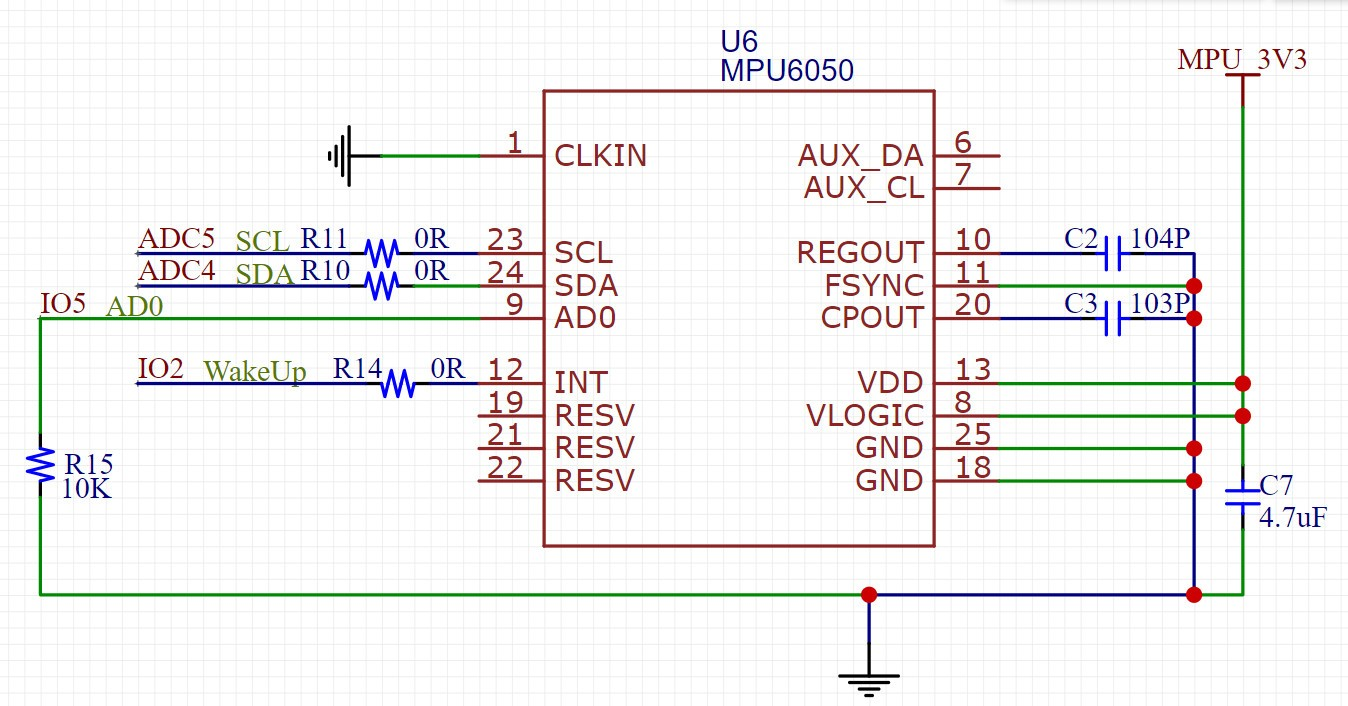 U6
MPU6050
MPU_3V3
1 CLKIN
AUX_DA 6
AUX_CL 7
ADC5 SCL R11 0R 23 SCL
REGOUT 10 C2 104P
ADC4 SDA R10 0R 24 SDA
FSYNC 11
IO5 AD0 9 AD0
CPOUT 20 C3 103P
IO2 WakeUp R14 0R 12 INT
VDD 13
19 RESV
VLOGIC 8
21 RESV
GND 25
22 RESV
GND 18
R15
10K
C7
4.7uF